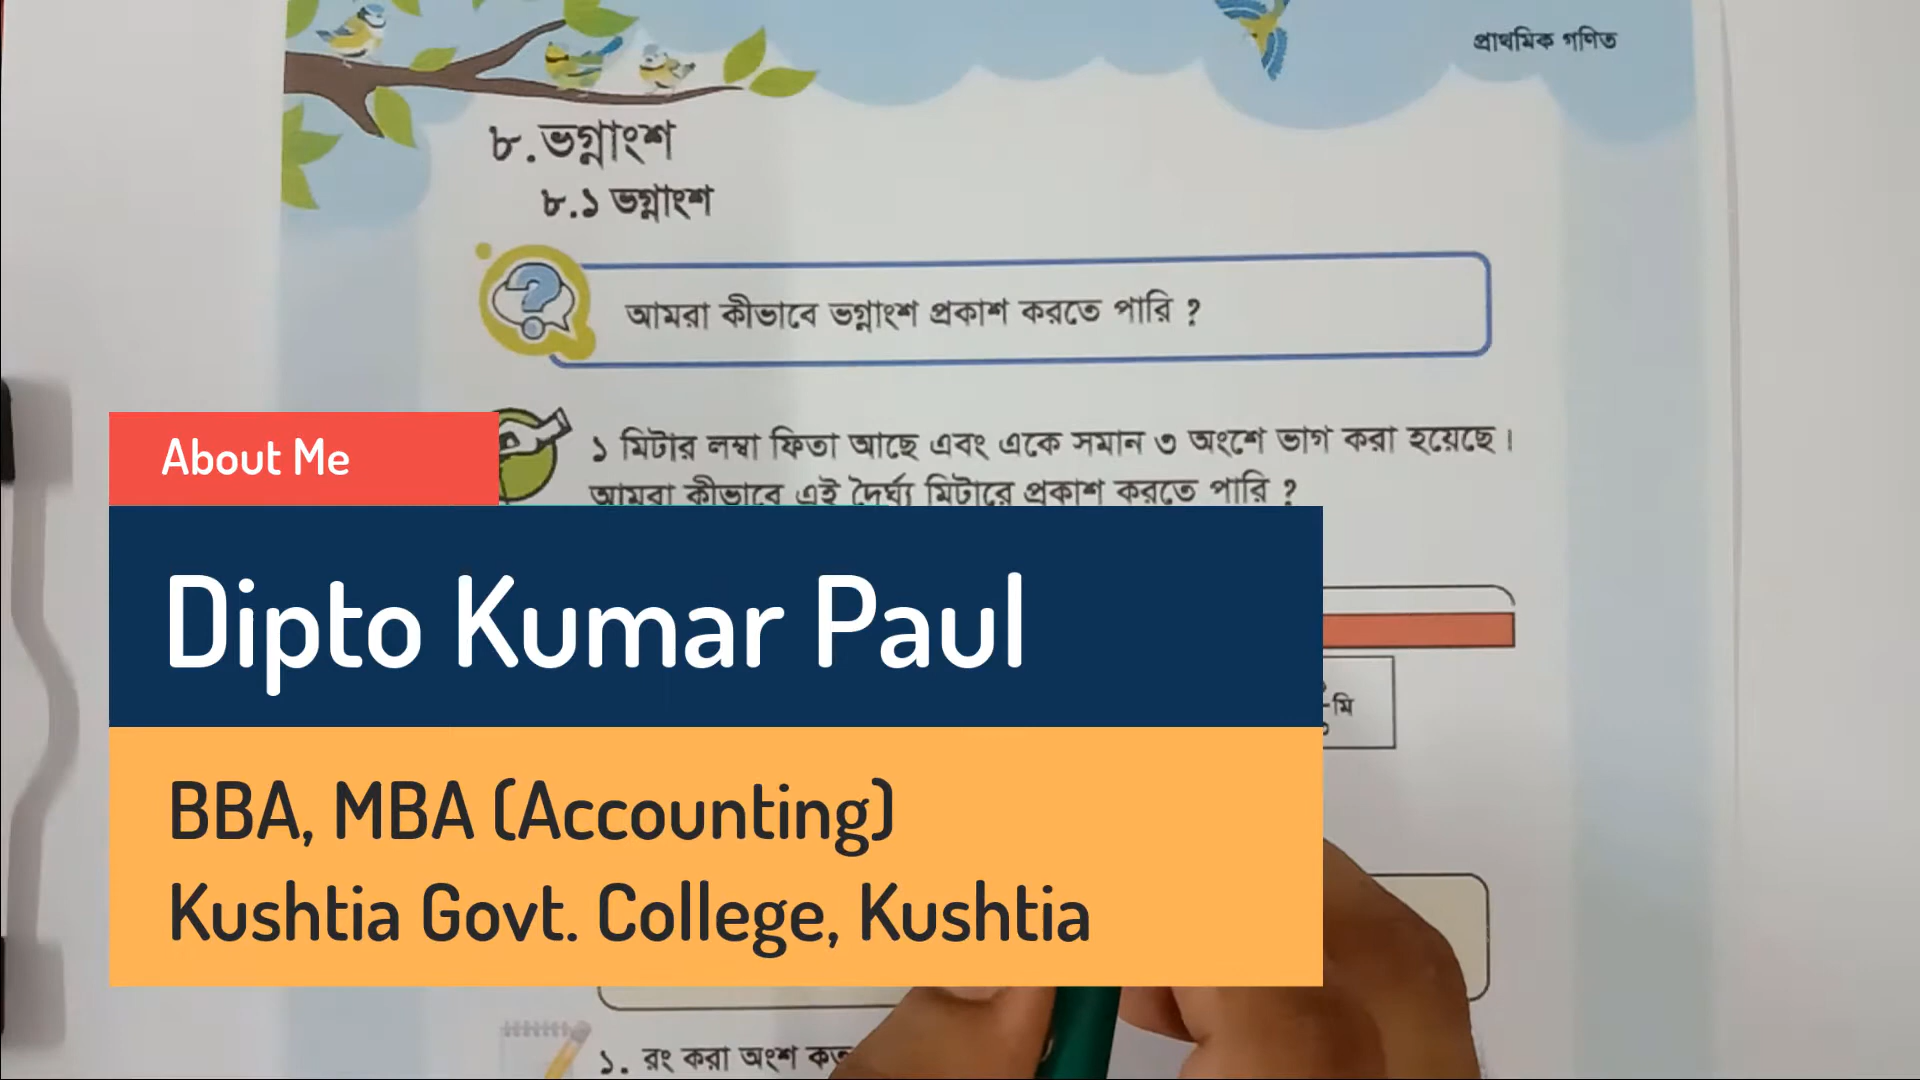 প্রাথমিক গণিত
৮. ভগ্নাংশ
৮.১ ভগ্নাংশ
আমরা কীভাবে ভগ্নাংশ প্রকাশ করতে পারি ?
১ মিটার লম্বা ফিতা আছে এবং একে সমান ৩ অংশে ভাগ করা হয়েছে।
আমরা কীভাবে এই দৈর্ঘ্য মিটারে প্রকাশ করতে পারি ?
About Me
Dipto Kumar Paul
মি
BBA, MBA (Accounting)
Kushtia Govt. College, Kushtia
১. রং করা অংশ